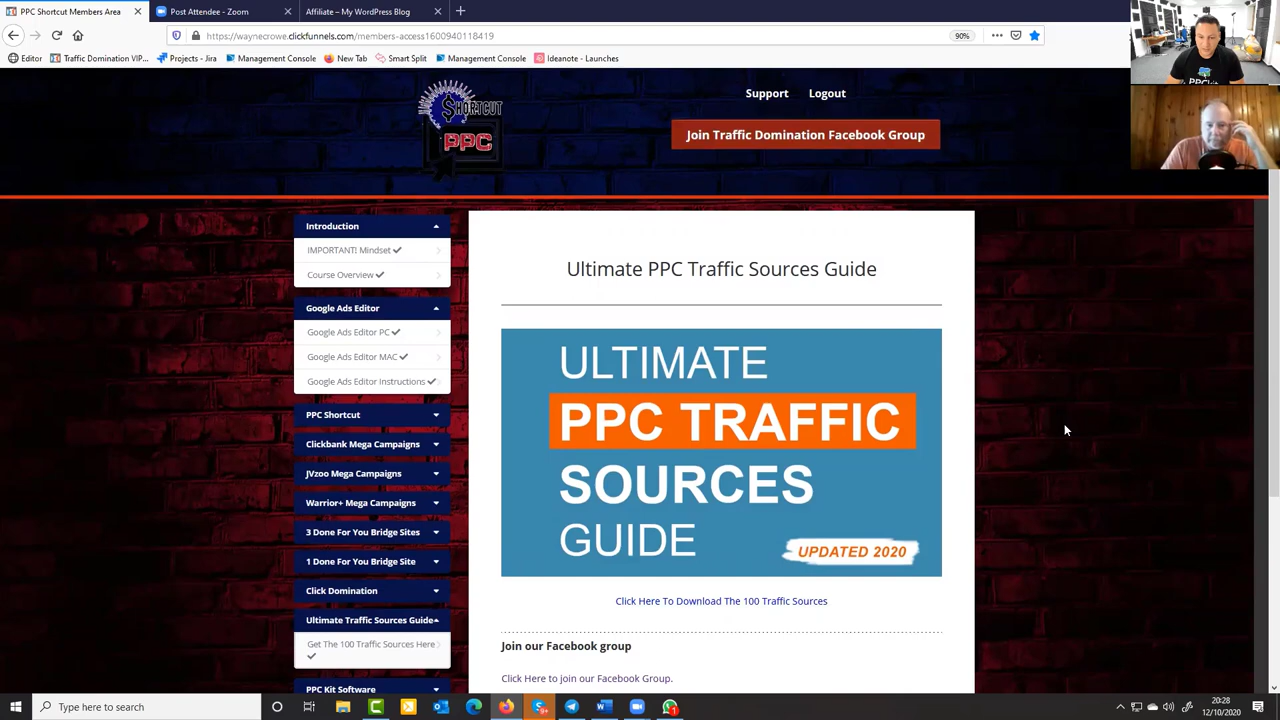 PPC Shortcut Members Area
Post Attendee - Zoom
Affiliate – My WordPress Blog
https://waynecrowe.clickfunnels.com/members-access1600940118419
90%
Editor
Traffic Domination VIP...
Projects - Jira
Management Console
New Tab
Smart Split
Management Console
Ideanote - Launches
PPC
SHORTCUT
PPC
Support
Logout
Join Traffic Domination Facebook Group
Introduction
IMPORTANT! Mindset
Course Overview
Google Ads Editor
Google Ads Editor PC
Google Ads Editor MAC
Google Ads Editor Instructions
PPC Shortcut
Clickbank Mega Campaigns
JVzoo Mega Campaigns
Warrior+ Mega Campaigns
3 Done For You Bridge Sites
1 Done For You Bridge Site
Click Domination
Ultimate Traffic Sources Guide
Get The 100 Traffic Sources Here
PPC Kit Software
Ultimate PPC Traffic Sources Guide
ULTIMATE
PPC TRAFFIC
SOURCES
GUIDE
UPDATED 2020
Click Here To Download The 100 Traffic Sources
Join our Facebook group
Click Here to join our Facebook Group.
Type here to search
20:28
12/10/2020